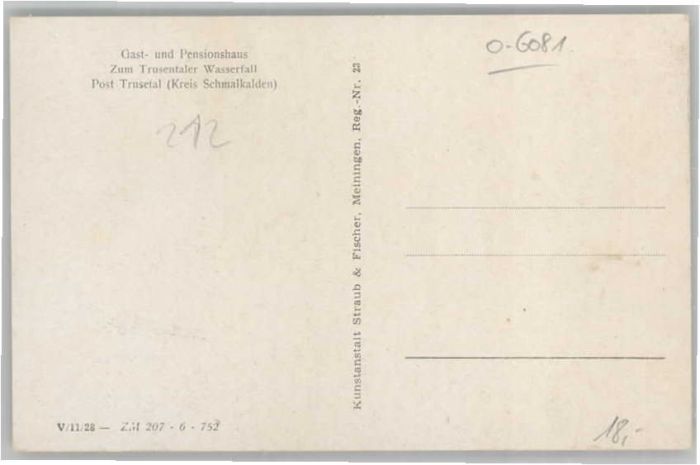 Gast- und Pensionshaus
Zum Trusentaler Wasserfall
Post Trusetal (Kreis Schmalkalden)
212
Kunstanstalt Straub & Fischer, Meiningen, Reg.-Nr. 23
O-6081
V/11/28 — ZM 207 - 6 - 752
18,-